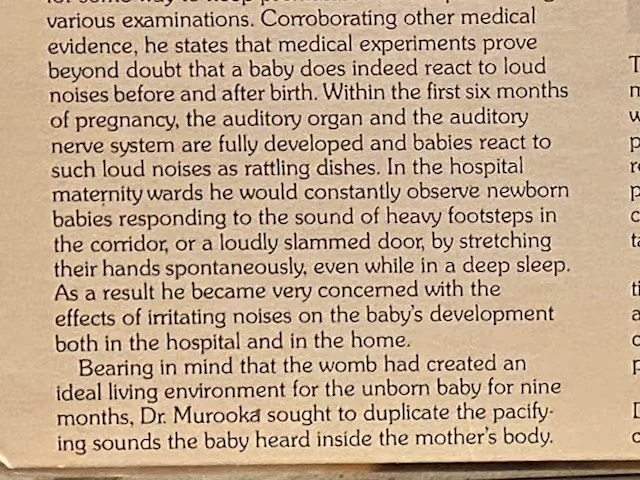 various examinations. Corroborating other medical
evidence, he states that medical experiments prove
beyond doubt that a baby does indeed react to loud
noises before and after birth. Within the first six months
of pregnancy, the auditory organ and the auditory
nerve system are fully developed and babies react to
such loud noises as rattling dishes. In the hospital
maternity wards he would constantly observe newborn
babies responding to the sound of heavy footsteps in
the corridor, or a loudly slammed door, by stretching
their hands spontaneously, even while in a deep sleep.
As a result he became very concerned with the
effects of irritating noises on the baby's development
both in the hospital and in the home.
Bearing in mind that the womb had created an
ideal living environment for the unborn baby for nine
months, Dr. Murooka sought to duplicate the pacify-
ing sounds the baby heard inside the mother's body.